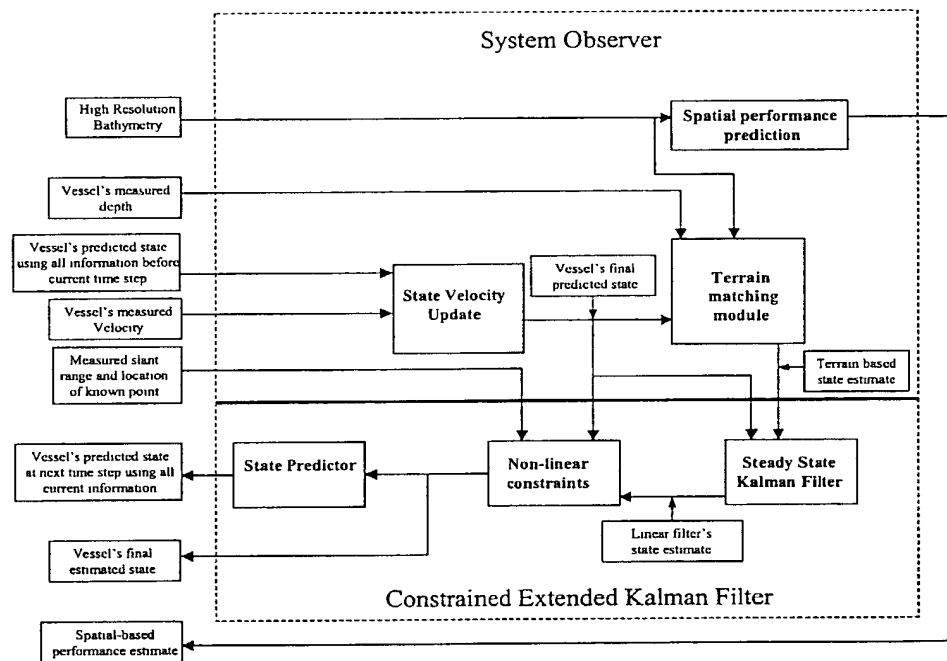 System Observer
High Resolution
Bathymetry
Spatial performance
prediction
Vessel's measured
depth
Vessel's predicted state
using all information before
current time step
Vessel's measured
Velocity
State Velocity
Update
Vessel's final
predicted state
Terrain
matching
module
Measured slant
range and location
of known point
Terrain based
state estimate
Vessel's predicted state
at next time step using all
current information
State Predictor
Non-linear
constraints
Steady State
Kalman Filter
Linear filter's
state estimate
Vessel's final
estimated state
Constrained Extended Kalman Filter
Spatial-based
performance estimate